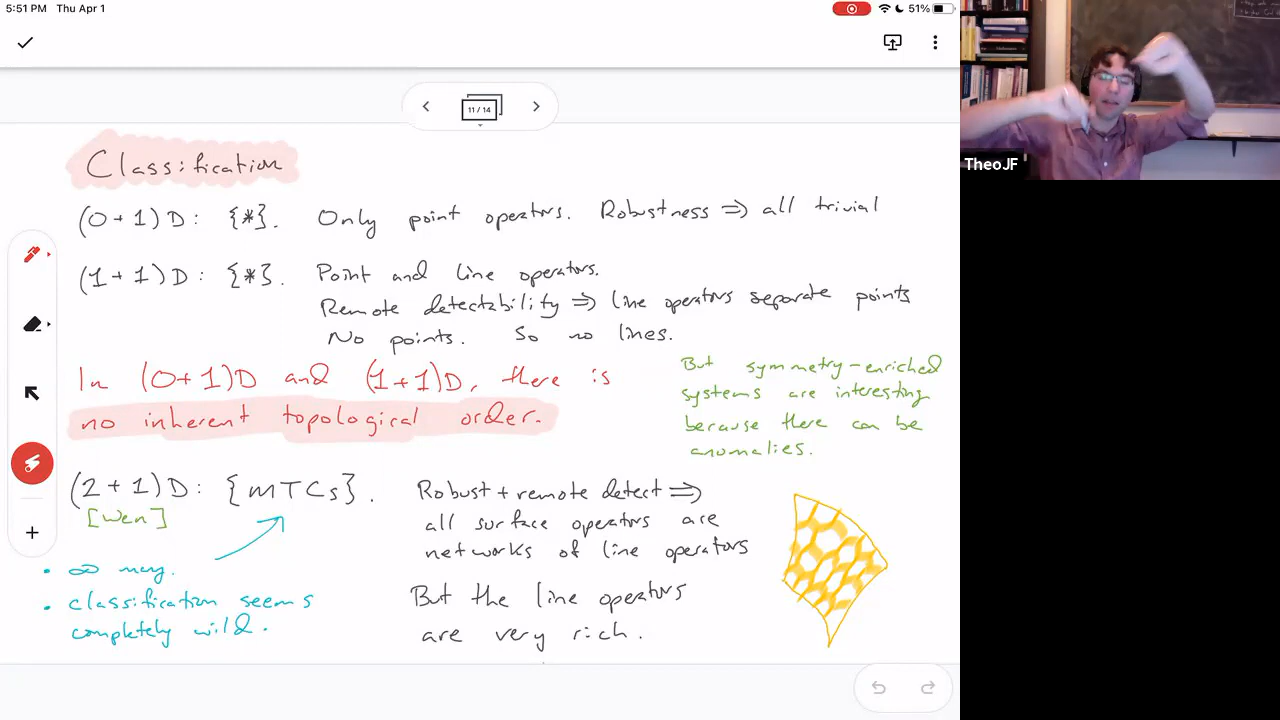 5:51 PM Thu Apr 1
51%
11 / 14
Classification
(0+1)D: {*}. Only point operators. Robustness ⇒ all trivial
(1+1)D: {*}. Point and line operators.
Remote detectability ⇒ line operators separate points
No points. So no lines.
In (0+1)D and (1+1)D, there is
no inherent topological order.
But symmetry-enriched
systems are interesting
because there can be
anomalies.
(2+1)D: {MTCs}. Robust + remote detect ⇒
[Wen]
all surface operators are
networks of line operators
• ∞ many.
• classification seems
completely wild.
But the line operators
are very rich.
TheoJF